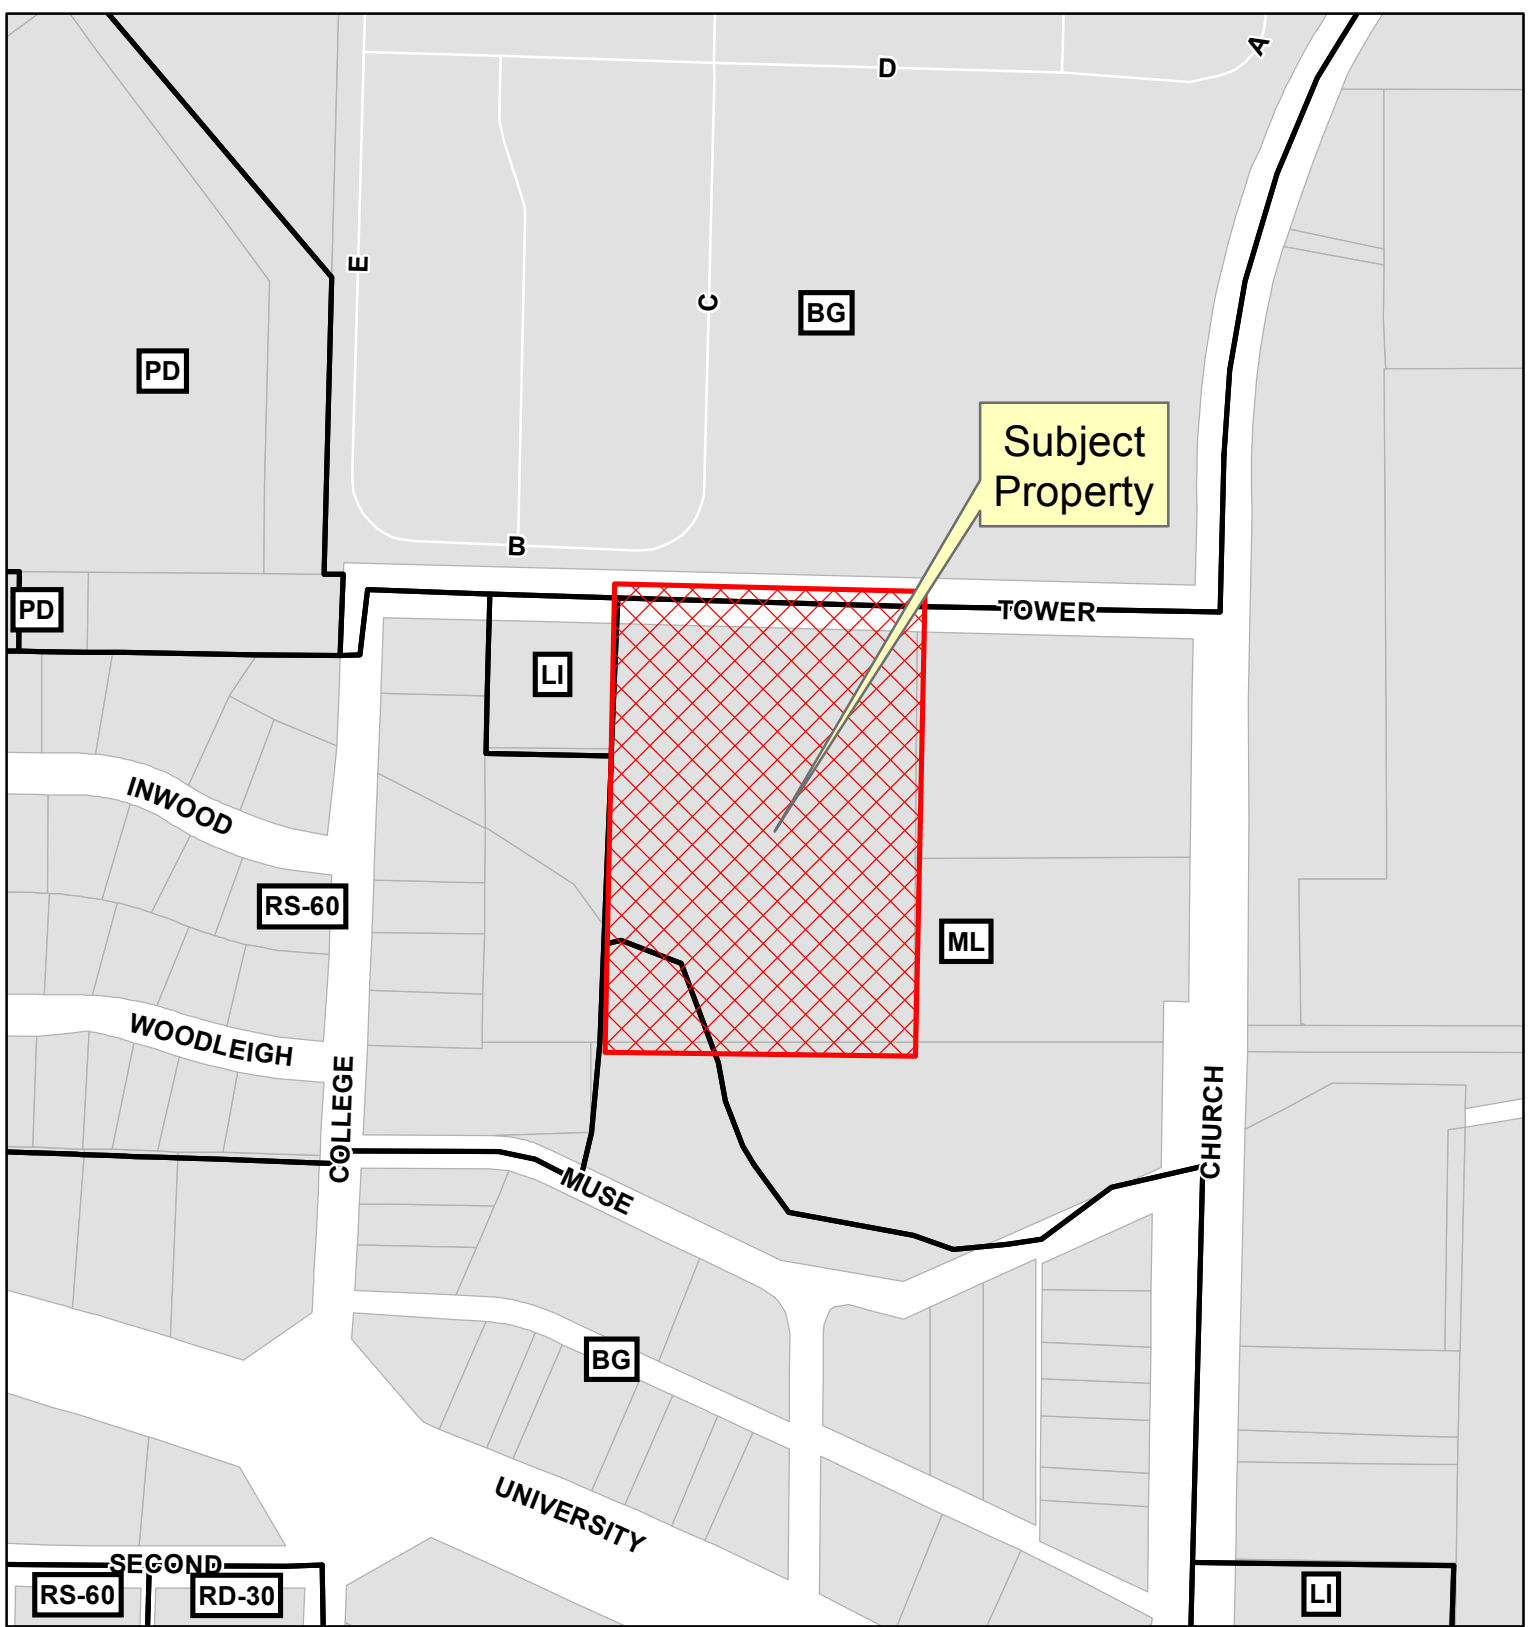 D
A
E
C
BG
PD
Subject
Property
B
PD
TOWER
LI
INWOOD
RS-60
ML
WOODLEIGH
COLLEGE
CHURCH
MUSE
BG
UNIVERSITY
SECOND
RS-60
RD-30
LI